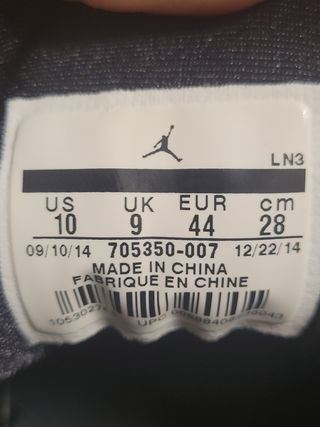 LN3
US UK EUR cm
10 9 44 28
09/10/14 705350-007 12/22/14
MADE IN CHINA
FABRIQUE EN CHINE